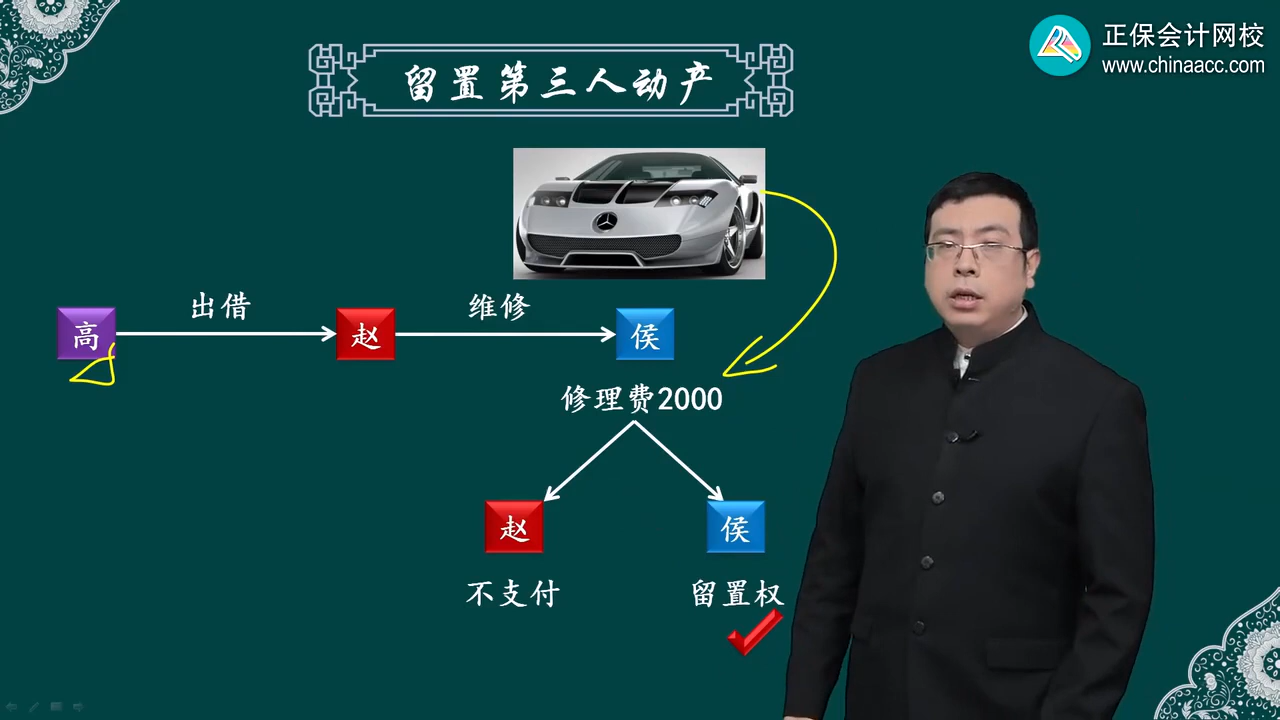 正保会计网校
www.chinaacc.com
留置第三人动产
高
出借
赵
维修
侯
修理费2000
赵
侯
不支付
留置权